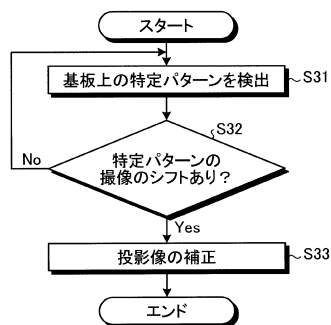 スタート
基板上の特定パターンを検出
S31
S32
特定パターンの
撮像のシフトあり？
No
Yes
投影像の補正
S33
エンド